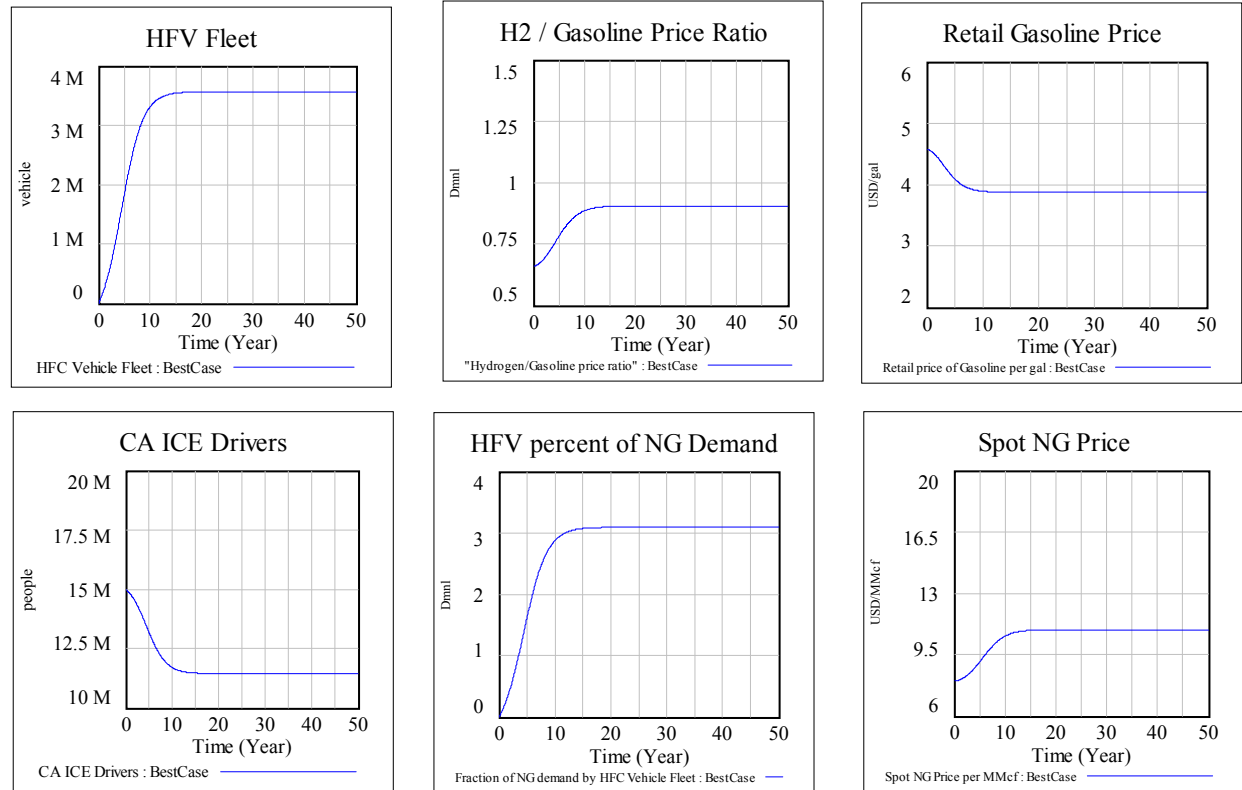 HFV Fleet
4 M
3 M
2 M
1 M
0
vehicle
0 10 20 30 40 50
Time (Year)
HFC Vehicle Fleet : BestCase
H2 / Gasoline Price Ratio
1.5
1.25
1
0.75
0.5
Dmnl
0 10 20 30 40 50
Time (Year)
"Hydrogen/Gasoline price ratio" : BestCase
Retail Gasoline Price
6
5
4
3
2
USD/gal
0 10 20 30 40 50
Time (Year)
Retail price of Gasoline per gal : BestCase
CA ICE Drivers
20 M
17.5 M
15 M
12.5 M
10 M
people
0 10 20 30 40 50
Time (Year)
CA ICE Drivers : BestCase
HFV percent of NG Demand
4
3
2
1
0
Dmnl
0 10 20 30 40 50
Time (Year)
Fraction of NG demand by HFC Vehicle Fleet : BestCase
Spot NG Price
20
16.5
13
9.5
6
USD/MMcf
0 10 20 30 40 50
Time (Year)
Spot NG Price per MMcf : BestCase